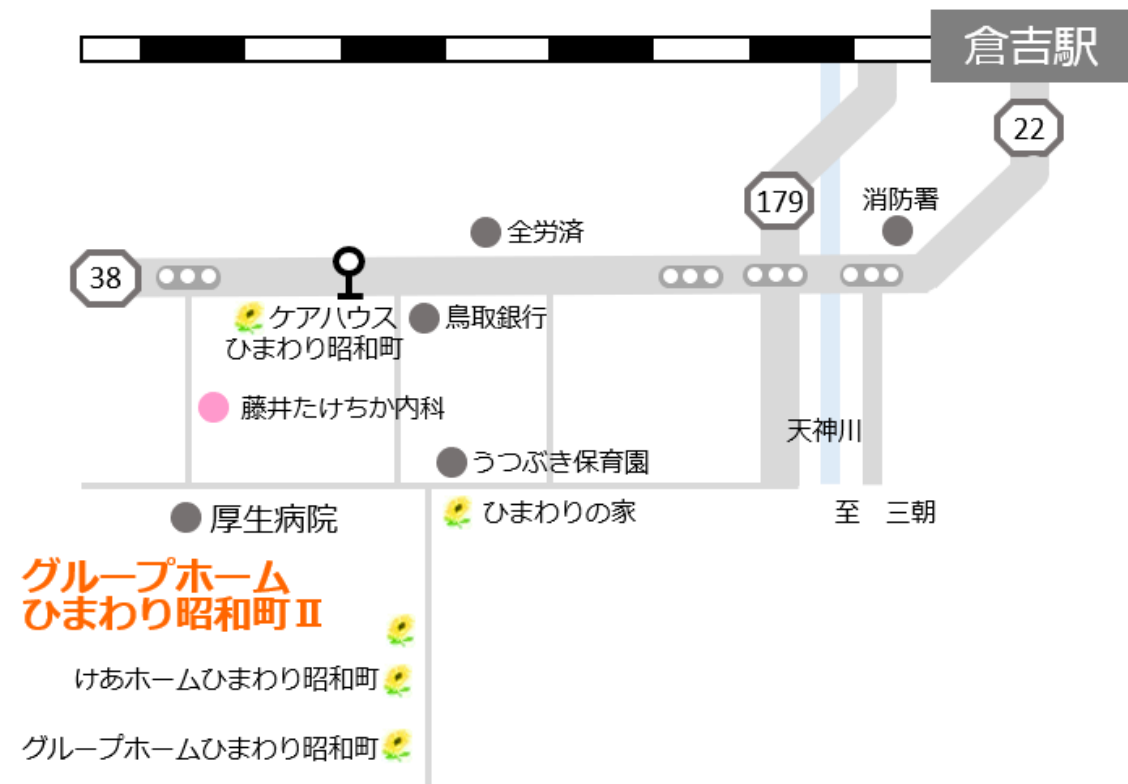 倉吉駅
22
179
消防署
全労済
38
ケアハウス
ひまわり昭和町
鳥取銀行
藤井たけちか内科
天神川
うつぶき保育園
ひまわりの家
至 三朝
厚生病院
グループホーム
ひまわり昭和町Ⅱ
けあホームひまわり昭和町
グループホームひまわり昭和町